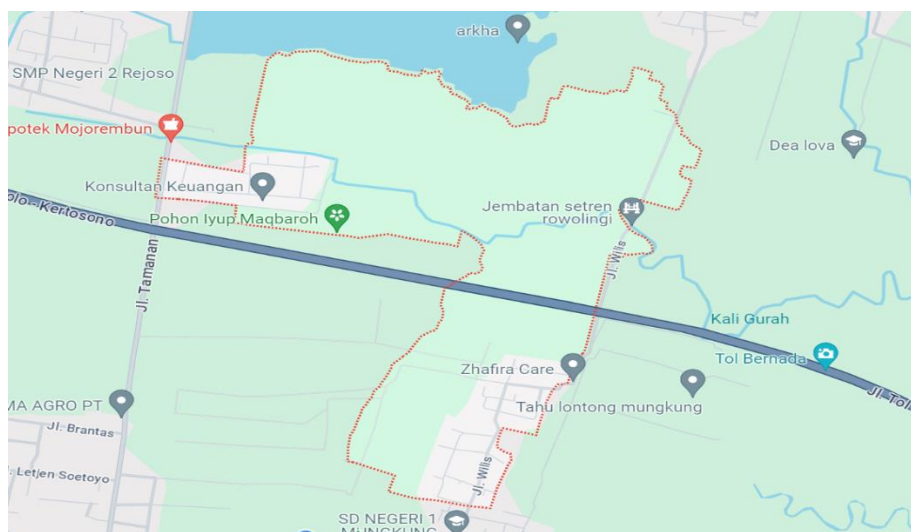 arkha
SMP Negeri 2 Rejoso
potek Mojorembun
Dea lova
Konsultan Keuangan
Jembatan setren
rowolingi
Pohon Iyup Maqbaroh
olo - Kertosono
Jl. Wilis
Jl. Tamanan
Kali Gurah
Tol Bernada
Zhafira Care
Jl. Tol
MA AGRO PT
Tahu lontong mungkung
Jl. Brantas
l. Letjen Soetoyo
Jl. Wilis
SD NEGERI 1
MUNGKUNG